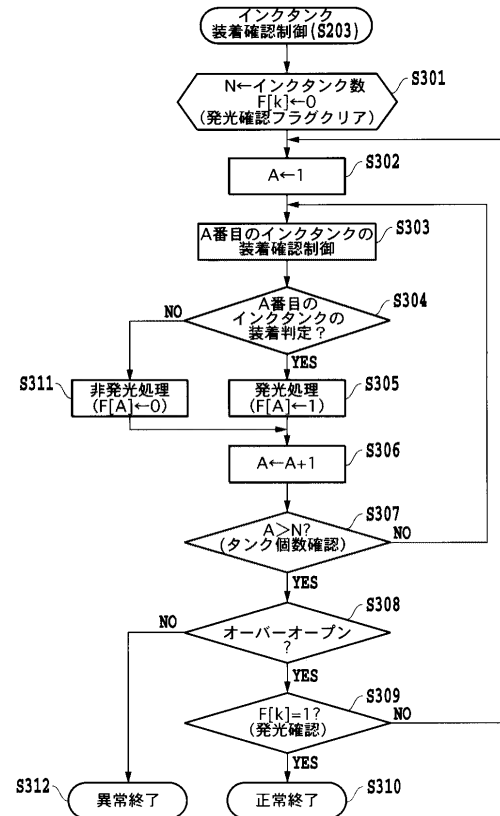 インクタンク
装着確認制御(S203)
S301
N←インクタンク数
F[k]←0
(発光確認フラグクリア)
S302
A←1
S303
A番目のインクタンクの
装着確認制御
S304
A番目の
インクタンクの
装着判定?
NO
YES
S311
非発光処理
(F[A]←0)
S305
発光処理
(F[A]←1)
S306
A←A+1
S307
A>N?
(タンク個数確認)
NO
YES
S308
オーバーオープン
?
NO
YES
S309
F[k]=1?
(発光確認)
NO
YES
S312
異常終了
S310
正常終了